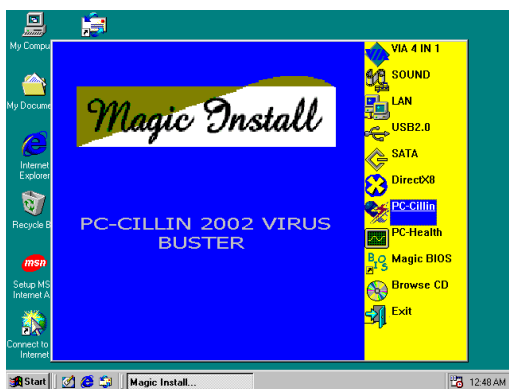 My Compu
My Docume
Internet
Explorer
Recycle B
msn
Setup MS
Internet A
Connect to
Internet
Magic Install
PC-CILLIN 2002 VIRUS
BUSTER
VIA 4 IN 1
SOUND
LAN
USB2.0
SATA
DirectX8
PC-Cillin
PC-Health
BIOS
Magic BIOS
Browse CD
Exit
Start
Magic Install...
12:48 AM